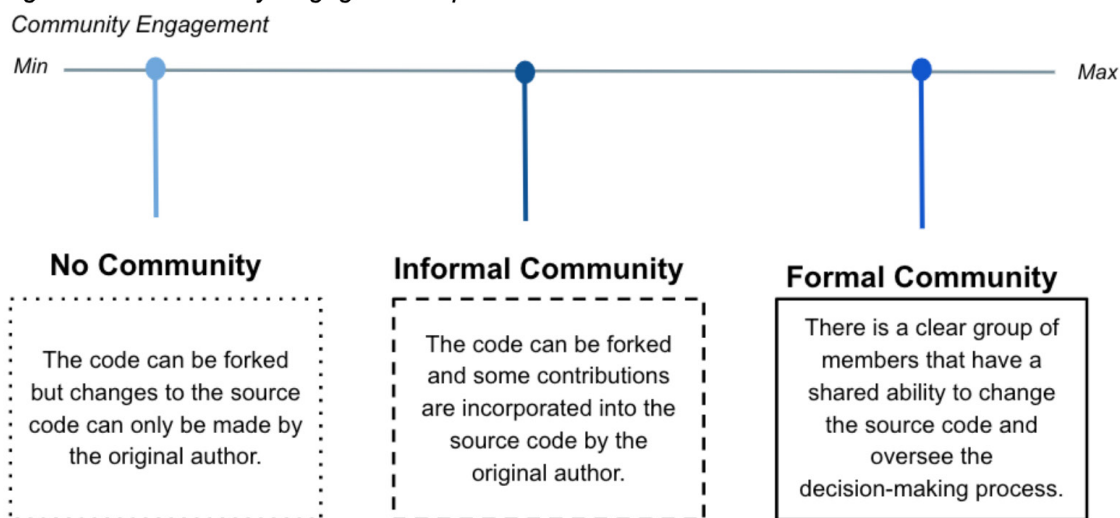 Community Engagement
Min
Max
No Community
The code can be forked
but changes to the source
code can only be made by
the original author.
Informal Community
The code can be forked
and some contributions
are incorporated into the
source code by the
original author.
Formal Community
There is a clear group of
members that have a
shared ability to change
the source code and
oversee the
decision-making process.